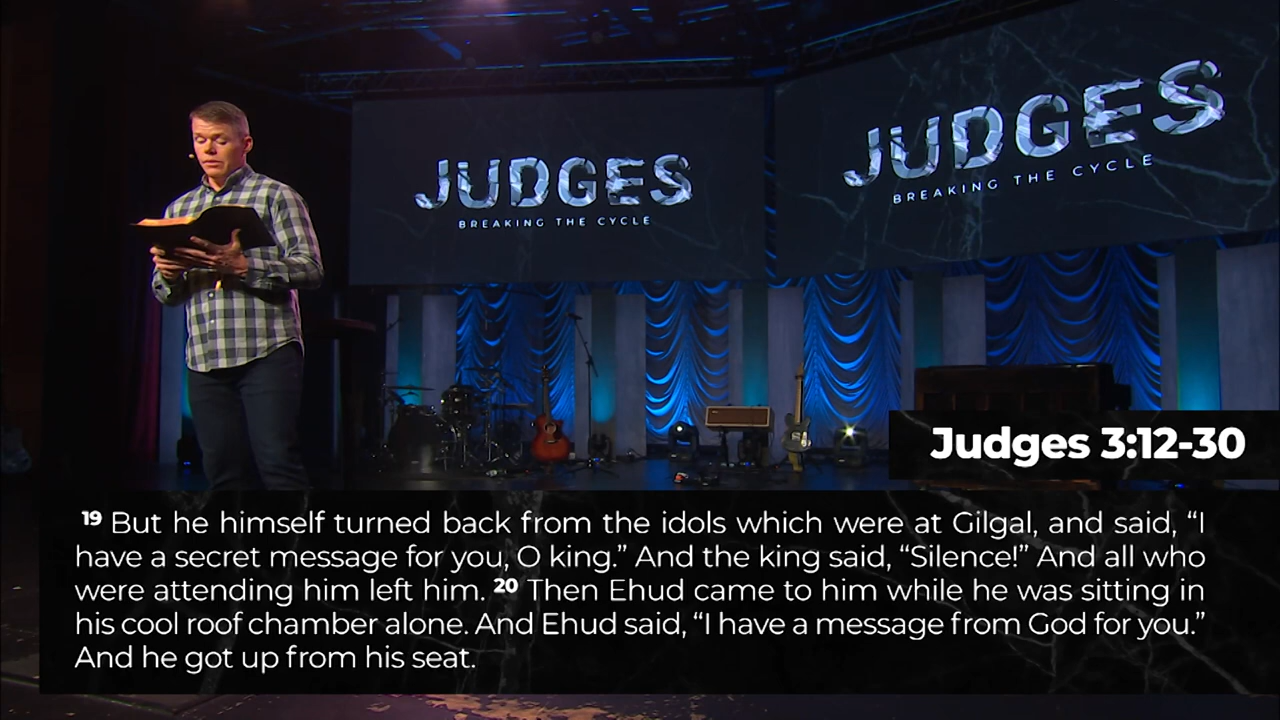 JUDGES
BREAKING THE CYCLE
JUDGES
BREAKING THE CYCLE
Judges 3:12-30
19 But he himself turned back from the idols which were at Gilgal, and said, “I
have a secret message for you, O king.” And the king said, “Silence!” And all who
were attending him left him. 20 Then Ehud came to him while he was sitting in
his cool roof chamber alone. And Ehud said, “I have a message from God for you.”
And he got up from his seat.